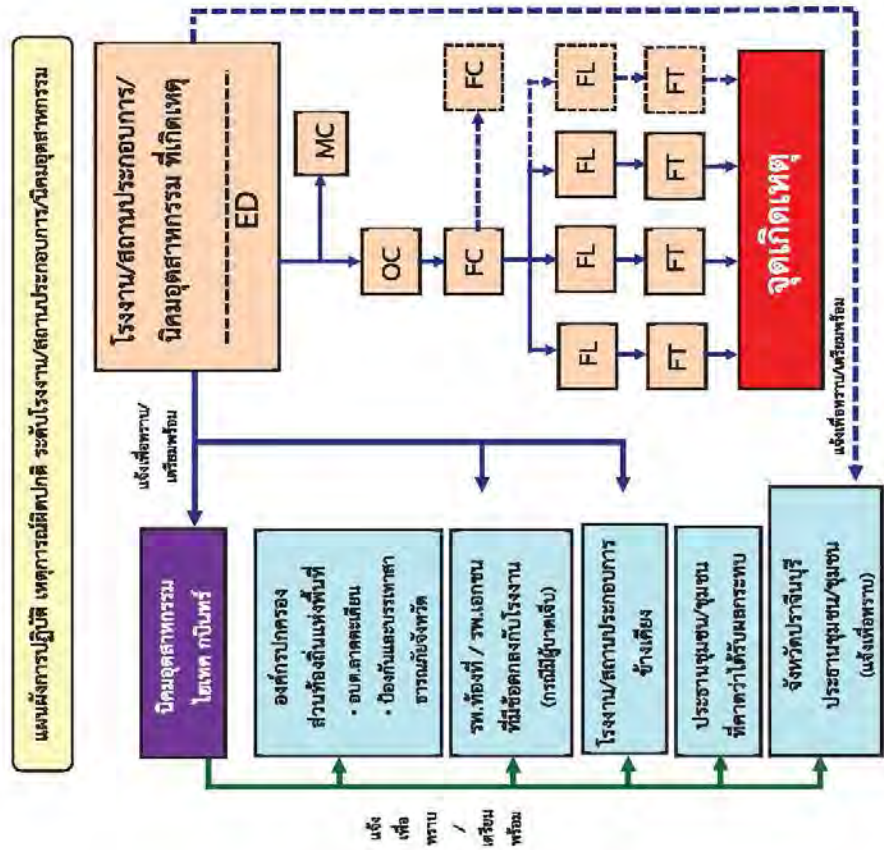 แผนผังการปฏิบัติ เหตุการณ์ผิดปกติ ระดับโรงงาน/สถานประกอบการ/นิคมอุตสาหกรรม
โรงงาน/สถานประกอบการ/
นิคมอุตสาหกรรม ที่เกิดเหตุ
ED
MC
OC
FC
FC
FL
FL
FL
FL
FT
FT
FT
FT
จุดเกิดเหตุ
แจ้งเพื่อทราบ/
เตรียมพร้อม
แจ้งเพื่อทราบ/เตรียมพร้อม
นิคมอุตสาหกรรม
ไฮเทค กบินทร์
องค์กรปกครอง
ส่วนท้องถิ่นแห่งพื้นที่
• อบต.ลาดตะเคียน
• ป้องกันและบรรเทาสา
ธารณภัยจังหวัด
รพ.ท้องที่ / รพ.เอกชน
ที่มีข้อตกลงกับโรงงาน
(กรณีมีผู้บาดเจ็บ)
โรงงาน/สถานประกอบการ
ข้างเคียง
ประธานชุมชน/ชุมชน
ที่คาดว่าได้รับผลกระทบ
จังหวัดปราจีนบุรี
ประธานชุมชน/ชุมชน
(แจ้งเพื่อทราบ)
แจ้ง
เพื่อ
ทราบ
/
เตรียม
พร้อม